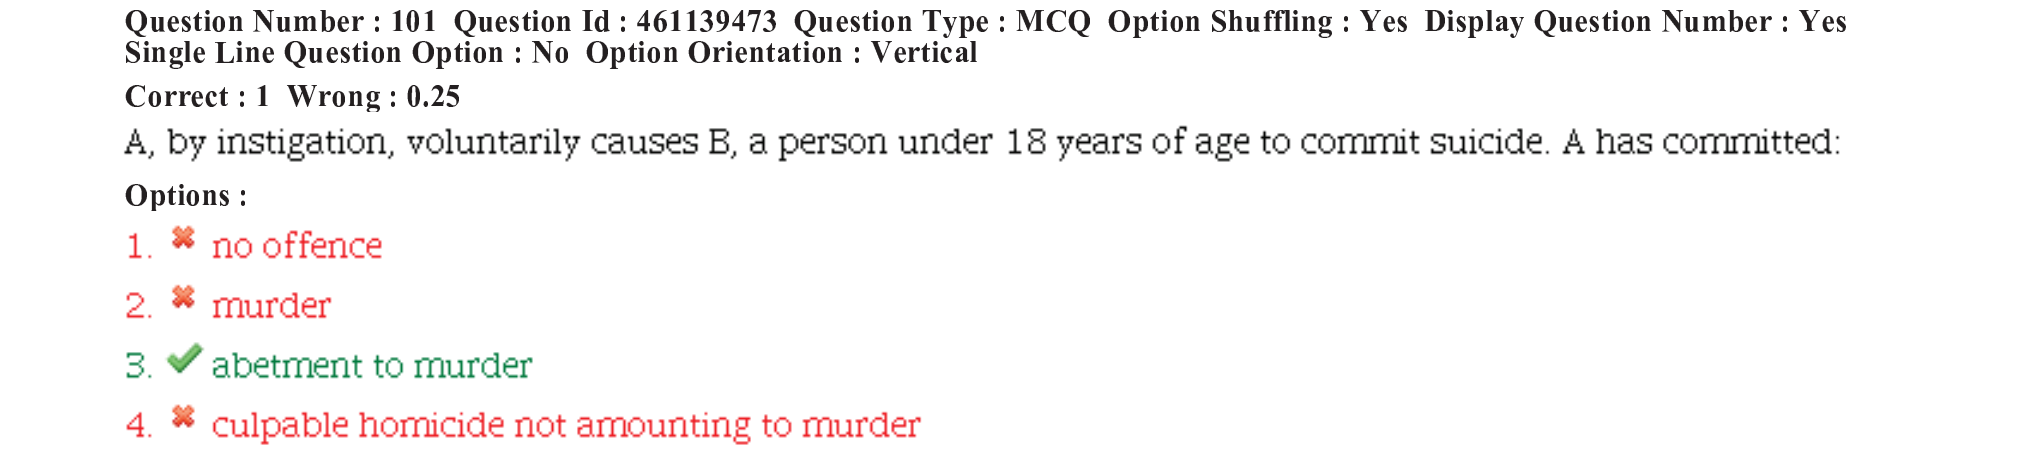 Question Number : 101 Question Id : 461139473 Question Type : MCQ Option Shuffling : Yes Display Question Number : Yes
Single Line Question Option : No Option Orientation : Vertical
Correct : 1 Wrong : 0.25
A, by instigation, voluntarily causes B, a person under 18 years of age to commit suicide. A has committed:
Options :
1. no offence
2. murder
3. abetment to murder
4. culpable homicide not amounting to murder